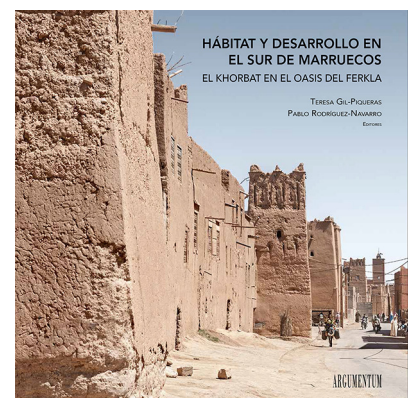 HÁBITAT Y DESARROLLO EN
EL SUR DE MARRUECOS
EL KHORBAT EN EL OASIS DEL FERKLA
TERESA GIL-PIQUERAS
PABLO RODRÍGUEZ-NAVARRO
EDITORES
ARGUMENTUM